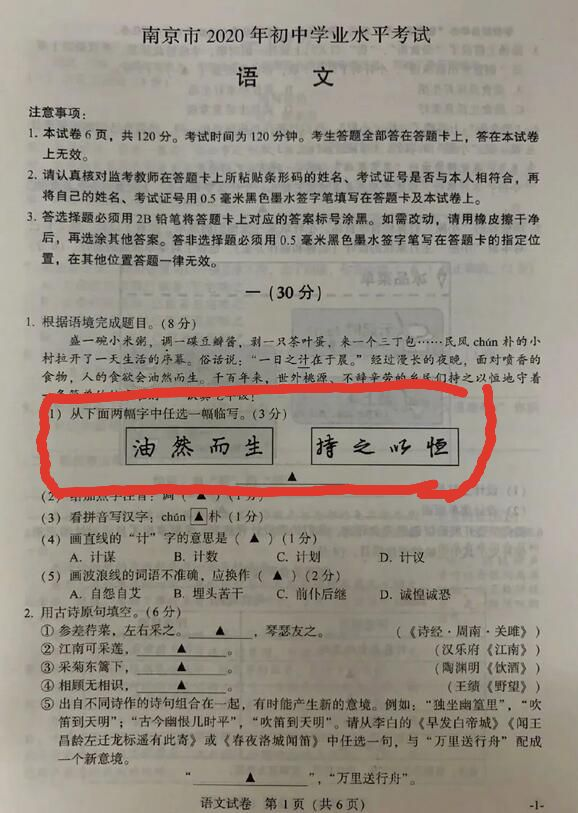 南京市2020年初中学业水平考试
语 文
注意事项:
1. 本试卷6页,共120分。考试时间为120分钟。考生答题全部答在答题卡上,答在本试卷
上无效。
2. 请认真核对监考教师在答题卡上所粘贴条形码的姓名、考试证号是否与本人相符合,再
将自己的姓名、考试证号用0.5毫米黑色墨水签字笔填写在答题卡及本试卷上。
3. 答选择题必须用2B铅笔将答题卡上对应的答案标号涂黑。如需改动,请用橡皮擦干净
后,再选涂其他答案。答非选择题必须用0.5毫米黑色墨水签字笔写在答题卡的指定位
置,在其他位置答题一律无效。
一(30分)
1. 根据语境完成题目。(8分)
盛一碗小米粥,调一碟豆瓣酱,剥一只茶叶蛋,来一个三丁包……民风chún朴的小
村拉开了一天生活的序幕。俗话说:“一日之计在于晨。”经过漫长的夜晚,面对喷香的
食物,人的食欲会油然而生。千百年来,世外桃源、不辞辛劳的乡民们持之以恒地守着
1)从下面两幅字中任选一幅临写。(3分)
油然而生 持之以恒
▲
(2)给加点字注音:调(▲)(1分)
(3)看拼音写汉字:chún▲朴(1分)
(4)画直线的“计”字的意思是(▲)(1分)
A. 计谋 B. 计数 C. 计划 D. 计议
(5)画波浪线的词语不准确,应换作(▲)(2分)
A. 自怨自艾 B. 埋头苦干 C. 前仆后继 D. 诚惶诚恐
2. 用古诗原句填空。(6分)
①参差荇菜,左右采之。▲,琴瑟友之。(《诗经·周南·关雎》)
②江南可采莲,▲。(汉乐府《江南》)
③采菊东篱下,▲。(陶渊明《饮酒》)
④相顾无相识,▲。(王绩《野望》)
⑤出自不同诗作的诗句组合在一起,有时能产生新的意境。例如:“独坐幽篁里”,“吹
笛到天明”;“古今幽恨几时平”,“吹笛到天明”。请从李白的《早发白帝城》《闻王
昌龄左迁龙标遥有此寄》或《春夜洛城闻笛》中任选一句,与“万里送行舟”配成
一个新意境。
“▲”,“万里送行舟”。
语文试卷 第1页(共6页)
-1-